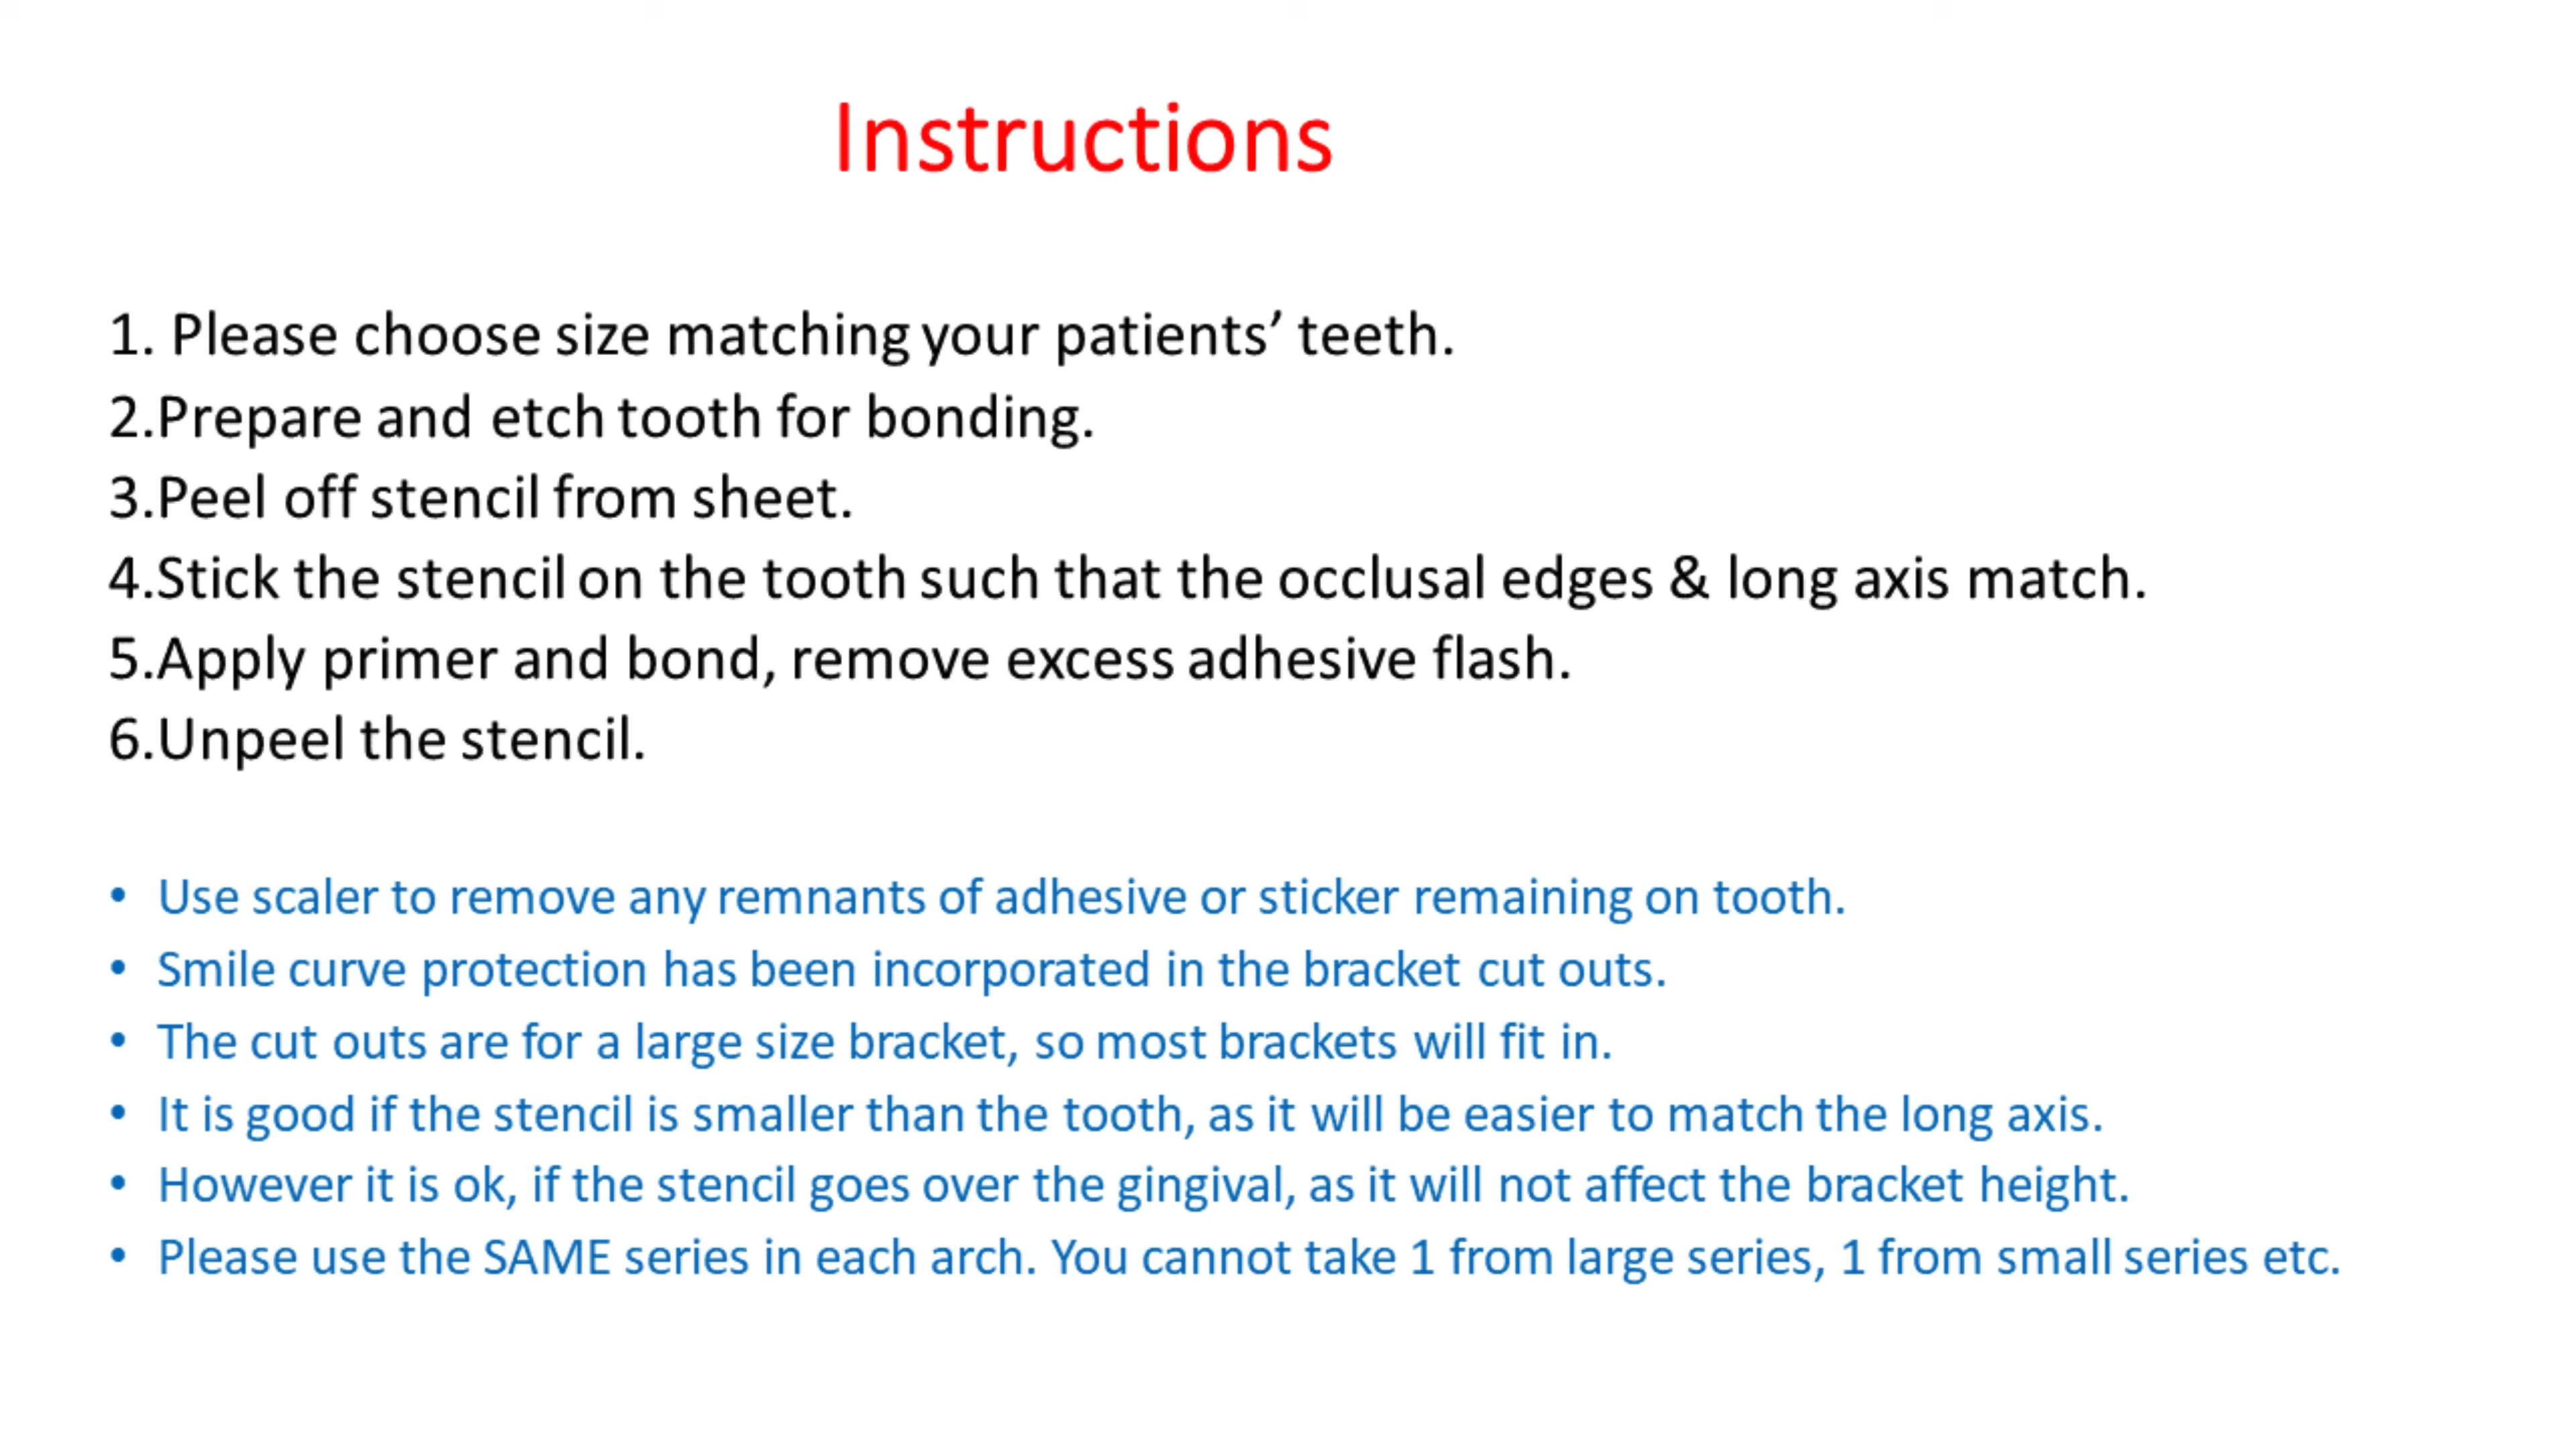 Instructions
1. Please choose size matching your patients’ teeth.
2.Prepare and etch tooth for bonding.
3.Peel off stencil from sheet.
4.Stick the stencil on the tooth such that the occlusal edges & long axis match.
5.Apply primer and bond, remove excess adhesive flash.
6.Unpeel the stencil.
• Use scaler to remove any remnants of adhesive or sticker remaining on tooth.
• Smile curve protection has been incorporated in the bracket cut outs.
• The cut outs are for a large size bracket, so most brackets will fit in.
• It is good if the stencil is smaller than the tooth, as it will be easier to match the long axis.
• However it is ok, if the stencil goes over the gingival, as it will not affect the bracket height.
• Please use the SAME series in each arch. You cannot take 1 from large series, 1 from small series etc.